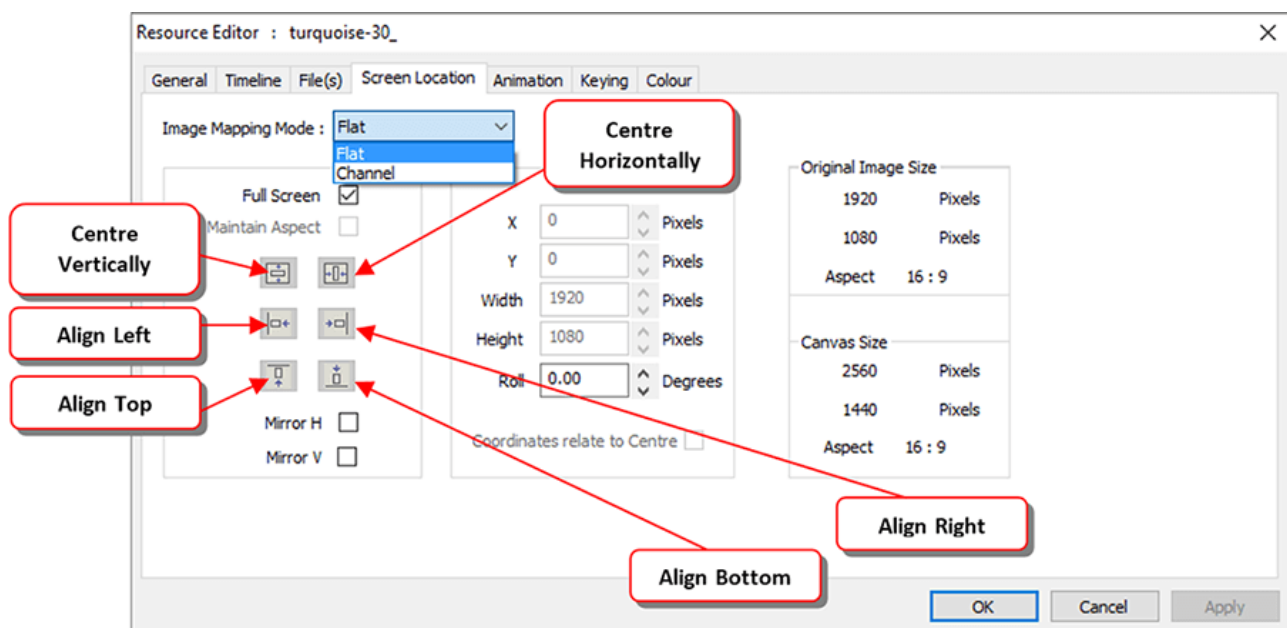 Resource Editor : turquoise-30_
General Timeline File(s) Screen Location Animation Keying Colour
Image Mapping Mode : Flat
Flat
Channel
Centre
Horizontally
Full Screen
Maintain Aspect
Centre
Vertically
Align Left
Align Top
Mirror H
Mirror V
X 0 Pixels
Y 0 Pixels
Width 1920 Pixels
Height 1080 Pixels
Roll 0.00 Degrees
Coordinates relate to Centre
Original Image Size
1920 Pixels
1080 Pixels
Aspect 16 : 9
Canvas Size
2560 Pixels
1440 Pixels
Aspect 16 : 9
Align Right
Align Bottom
OK Cancel Apply